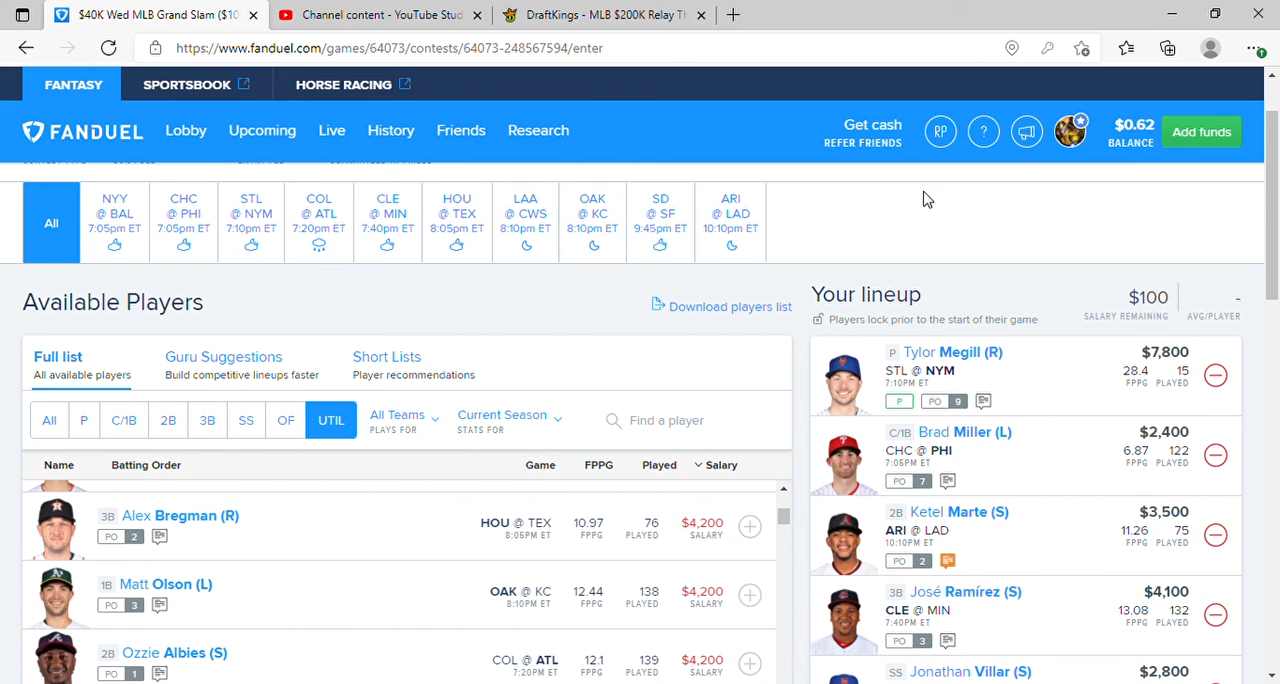 $40K Wed MLB Grand Slam ($10
Channel content - YouTube Stud
DraftKings - MLB $200K Relay Th
https://www.fanduel.com/games/64073/contests/64073-248567594/enter
FANTASY
SPORTSBOOK
HORSE RACING
FANDUEL
Lobby
Upcoming
Live
History
Friends
Research
Get cash
REFER FRIENDS
RP
?
$0.62
BALANCE
Add funds
All
NYY @ BAL 7:05pm ET
CHC @ PHI 7:05pm ET
STL @ NYM 7:10pm ET
COL @ ATL 7:20pm ET
CLE @ MIN 7:40pm ET
HOU @ TEX 8:05pm ET
LAA @ CWS 8:10pm ET
OAK @ KC 8:10pm ET
SD @ SF 9:45pm ET
ARI @ LAD 10:10pm ET
Available Players
Download players list
Full list
All available players
Guru Suggestions
Build competitive lineups faster
Short Lists
Player recommendations
All P C/1B 2B 3B SS OF UTIL
All Teams
PLAYS FOR
Current Season
STATS FOR
Find a player
Name Batting Order Game FPPG Played Salary
3B Alex Bregman (R)
PO 2
HOU @ TEX 10.97 76 $4,200
8:05PM ET FPPG PLAYED SALARY
1B Matt Olson (L)
PO 3
OAK @ KC 12.44 138 $4,200
8:10PM ET FPPG PLAYED SALARY
2B Ozzie Albies (S)
PO 1
COL @ ATL 12.1 139 $4,200
7:20PM ET FPPG PLAYED SALARY
Your lineup
Players lock prior to the start of their game
$100
SALARY REMAINING
-
AVG/PLAYER
P Tylor Megill (R) $7,800
STL @ NYM 28.4 15
7:10PM ET FPPG PLAYED
P PO 9
C/1B Brad Miller (L) $2,400
CHC @ PHI 6.87 122
7:05PM ET FPPG PLAYED
PO 7
2B Ketel Marte (S) $3,500
ARI @ LAD 11.26 75
10:10PM ET FPPG PLAYED
PO 2
3B José Ramírez (S) $4,100
CLE @ MIN 13.08 132
7:40PM ET FPPG PLAYED
PO 3
SS Jonathan Villar (S) $2,800